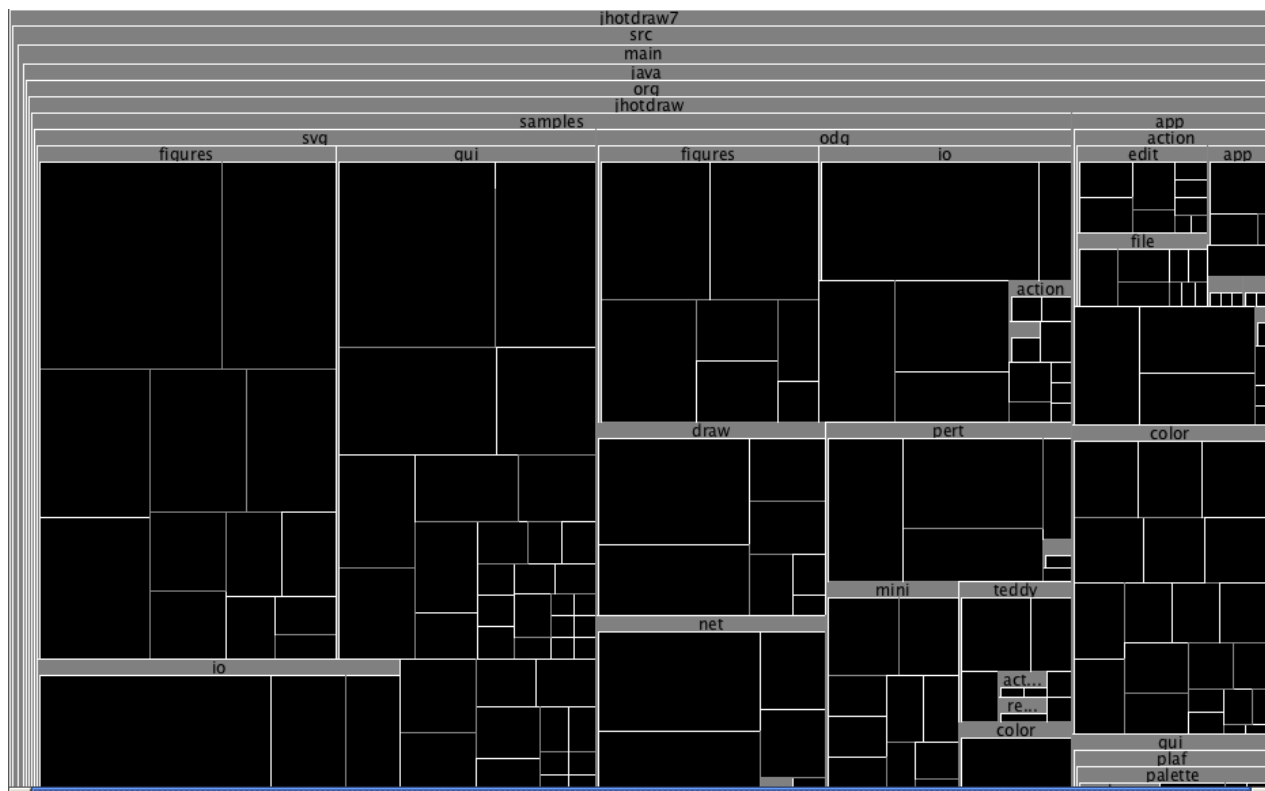 jhotdraw7
src
main
java
org
jhotdraw
samples app
svg odg action
figures gui figures io edit app
file
action
draw pert color
mini teddy
net
io
act...
re...
color
gui
plaf
palette